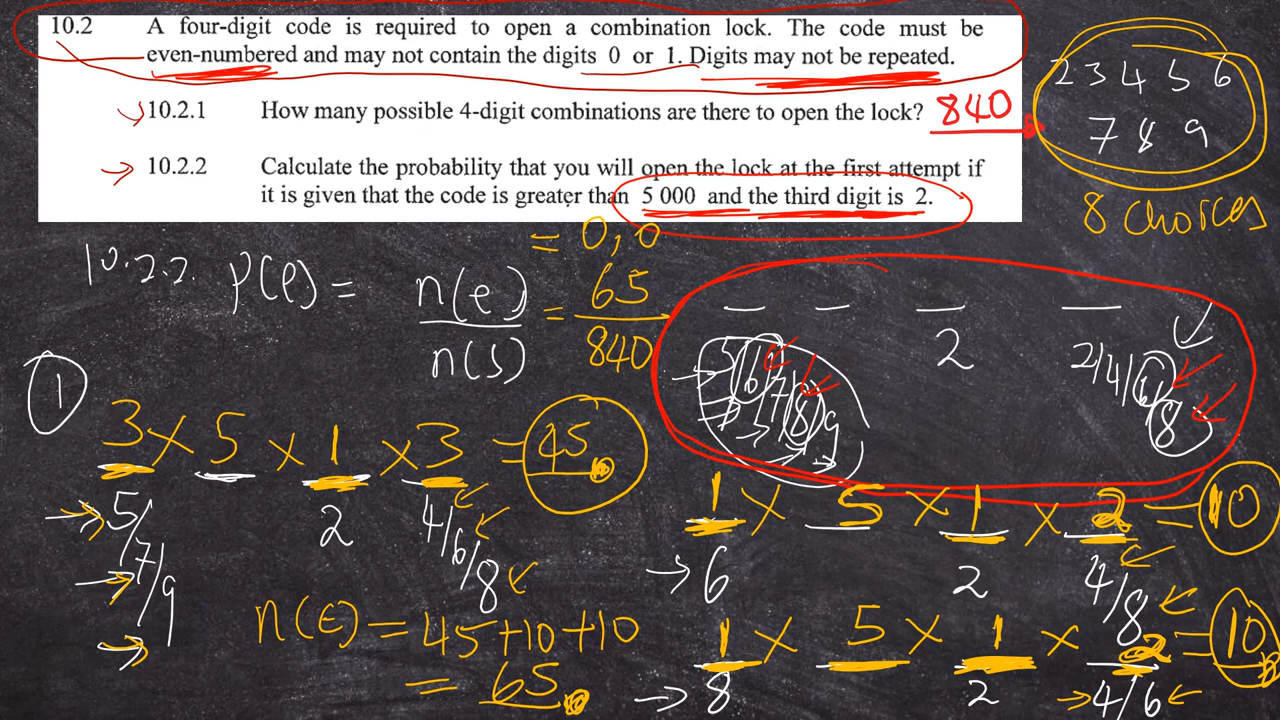 10.2 A four-digit code is required to open a combination lock. The code must be
even-numbered and may not contain the digits 0 or 1. Digits may not be repeated.
10.2.1 How many possible 4-digit combinations are there to open the lock? 840
10.2.2 Calculate the probability that you will open the lock at the first attempt if
it is given that the code is greater than 5 000 and the third digit is 2.
2 3 4 5 6
7 8 9
8 choices
10.2.2. P(e) = n(e) / n(s) = 65 / 840
= 0,0
5/6/7/8/9 2 2/4/6/8
1
3 × 5 × 1 × 3 = 45
5/7/9 2 4/6/8
1 × 5 × 1 × 2 = 10
6 2 4/8
n(e) = 45 + 10 + 10
= 65
1 × 5 × 1 × 2 = 10
8 2 4/6